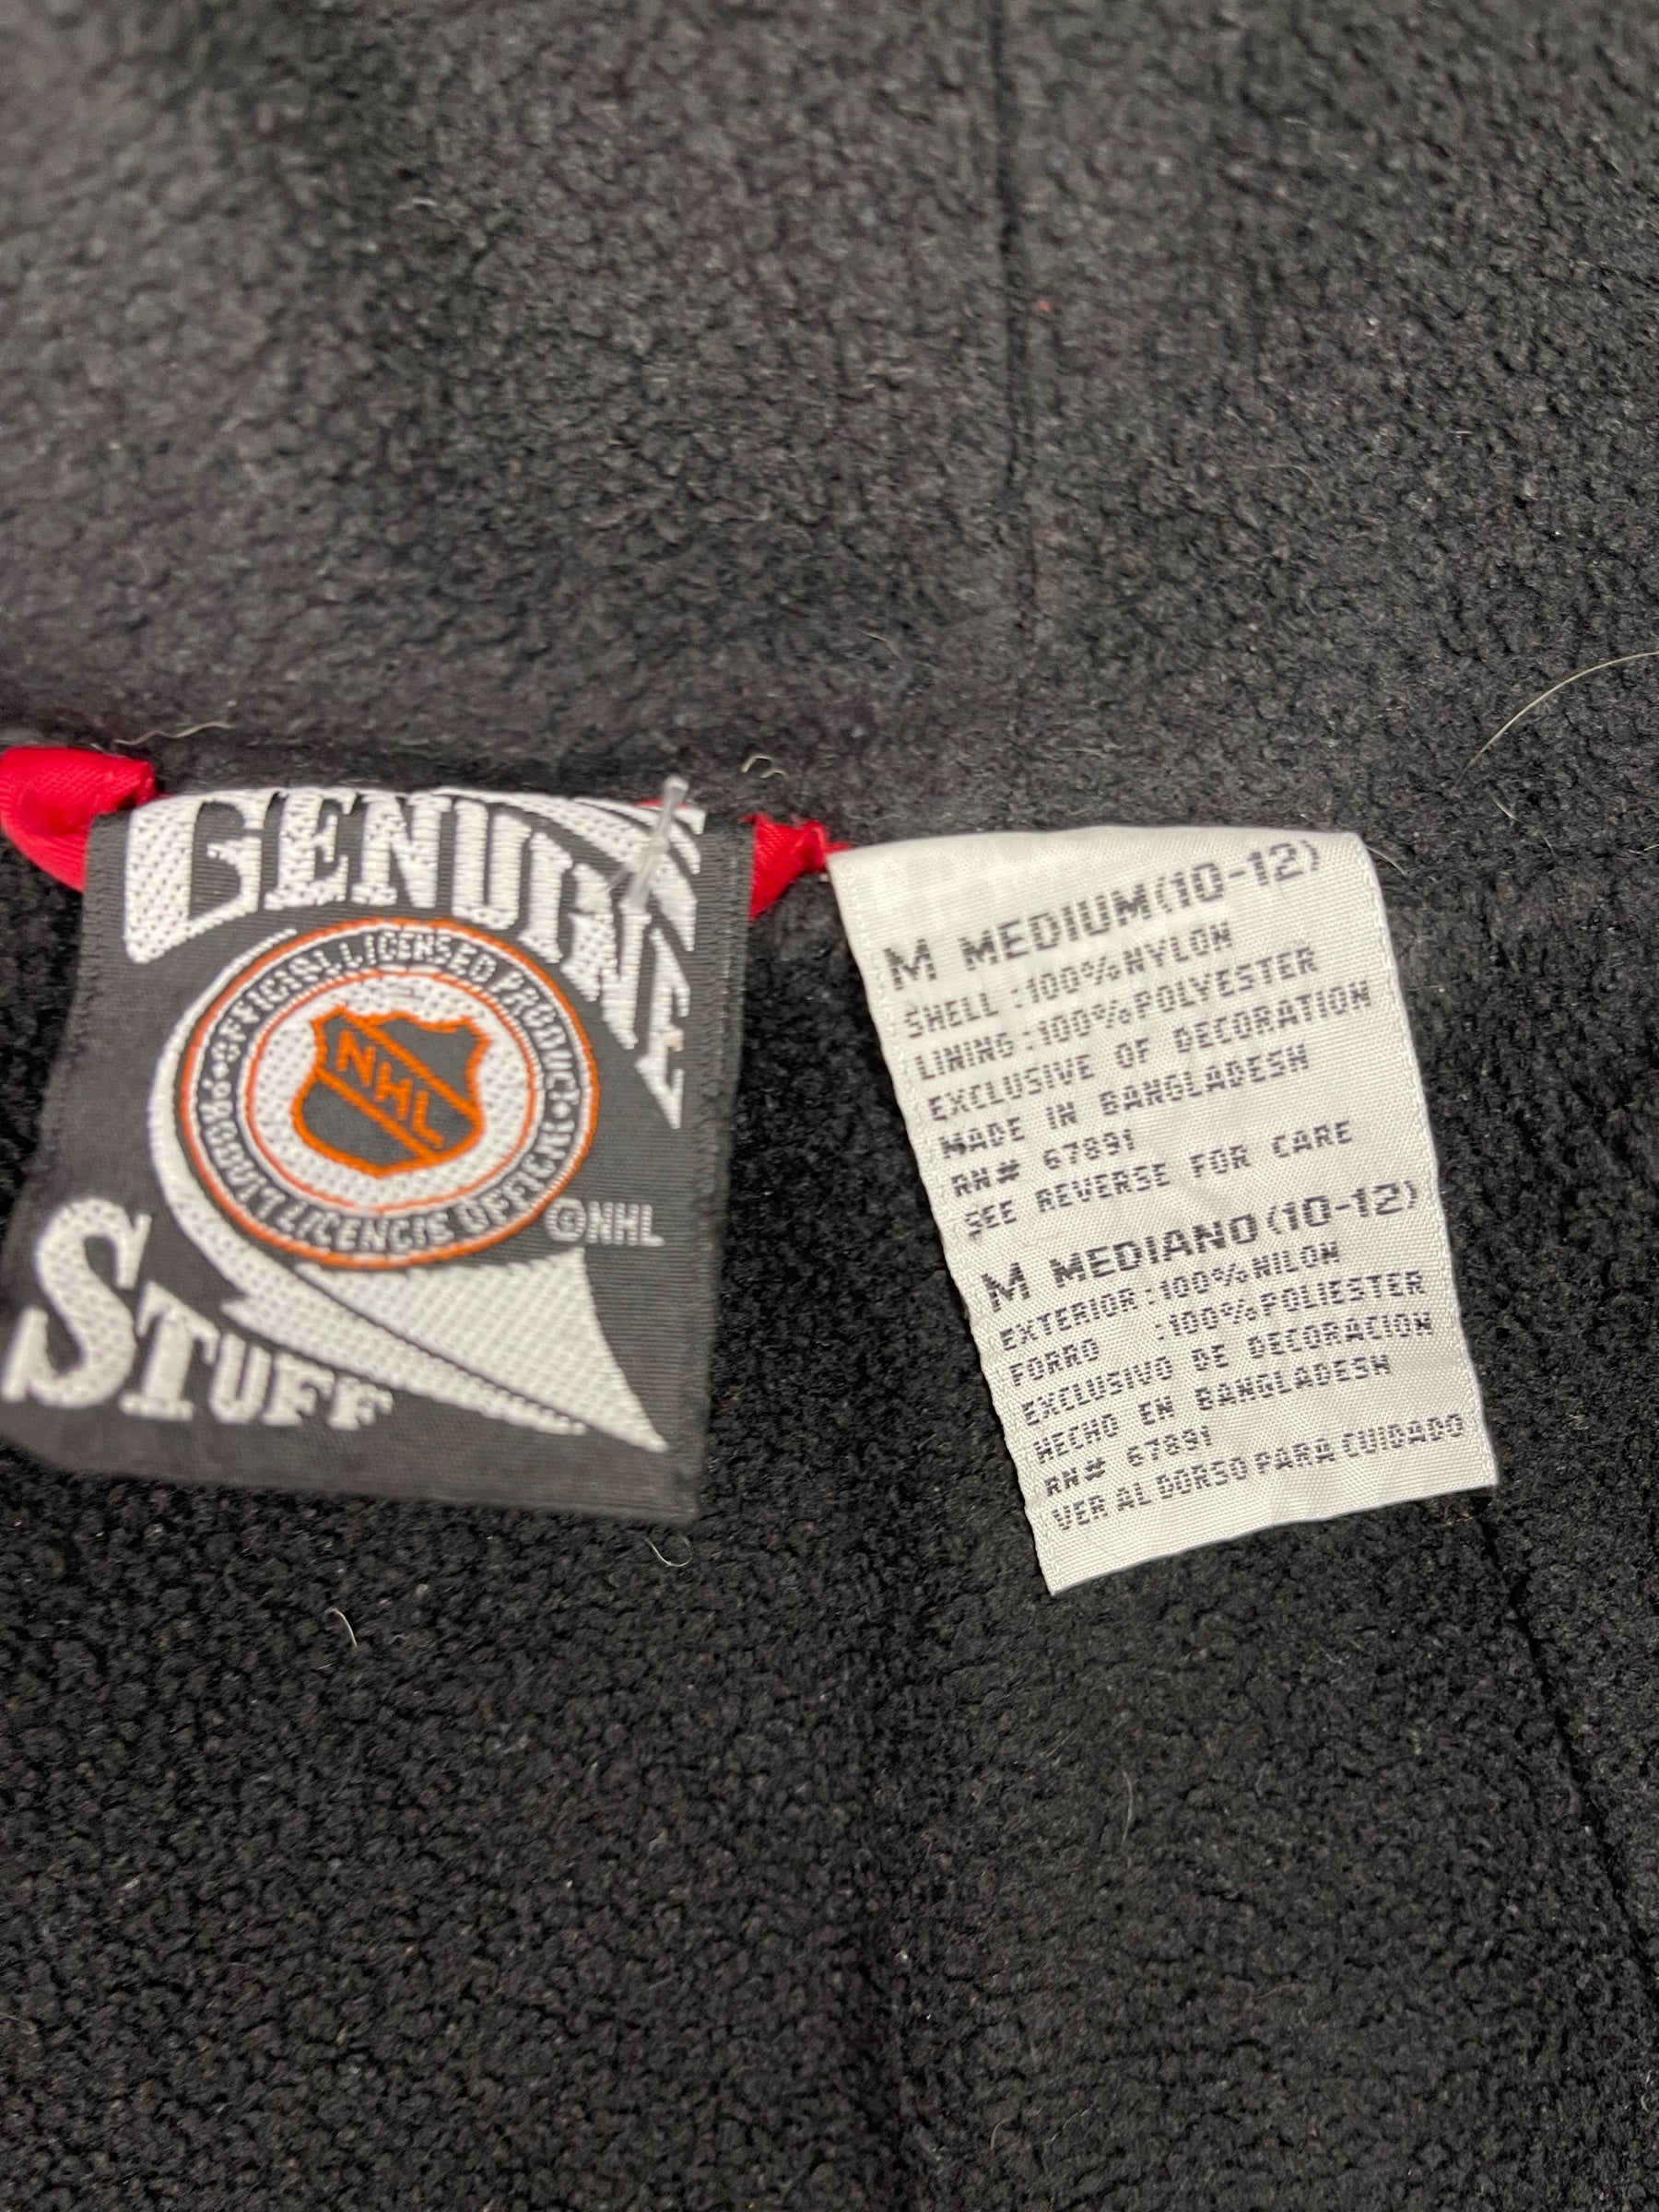 GENUINE
OFFICIAL LICENSED PRODUCT
NHL
PRODUIT LICENCIE OFFICIEL
©NHL
STUFF
M MEDIUM(10-12)
SHELL :100%NYLON
LINING :100%POLYESTER
EXCLUSIVE OF DECORATION
MADE IN BANGLADESH
RN# 67891
SEE REVERSE FOR CARE
M MEDIANO(10-12)
EXTERIOR :100%NILON
FORRO :100%POLIESTER
EXCLUSIVO DE DECORACION
HECHO EN BANGLADESH
RN# 67891
VER AL DORSO PARA CUIDADO